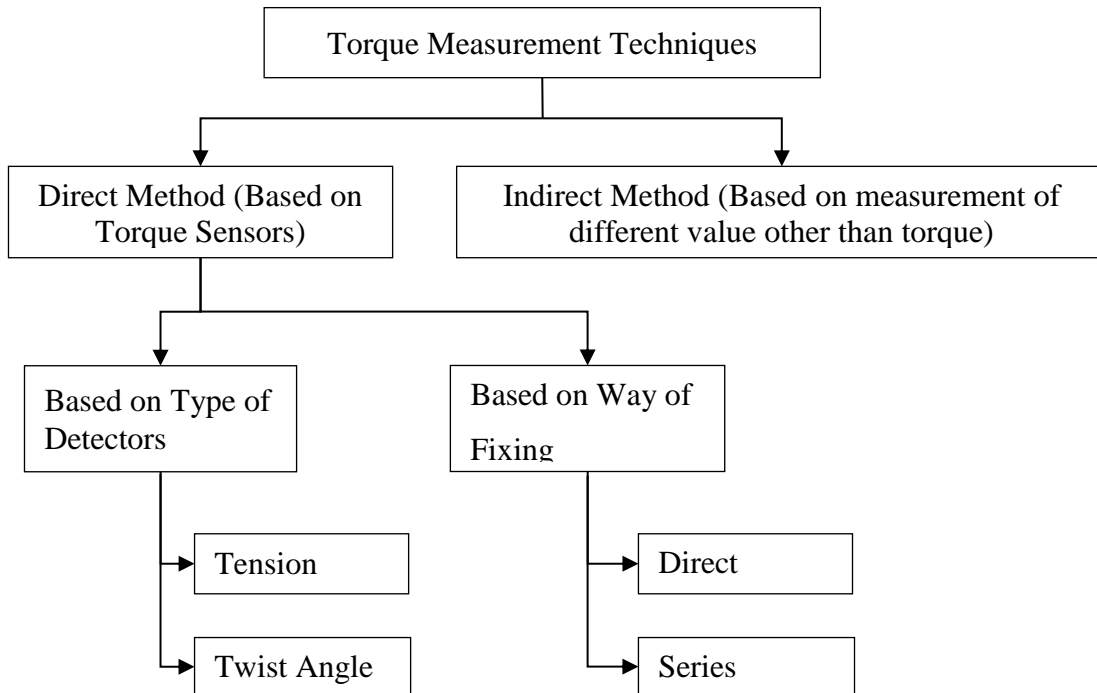 Torque Measurement Techniques
Direct Method (Based on
Torque Sensors)
Indirect Method (Based on measurement of
different value other than torque)
Based on Type of
Detectors
Based on Way of
Fixing
Tension
Twist Angle
Direct
Series